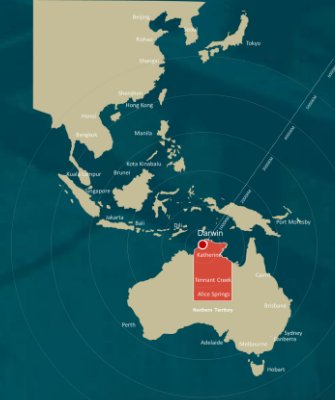 Beijing
Tokyo
Shanghai
Hong Kong
Hanoi
Bangkok
Manila
Kota Kinabalu
Brunei
Kuala Lumpur
Singapore
Jakarta
Bali
Dili
Port Moresby
Darwin
Katherine
Tennant Creek
Alice Springs
Northern Territory
Cairns
Brisbane
Perth
Sydney
Canberra
Adelaide
Melbourne
Hobart